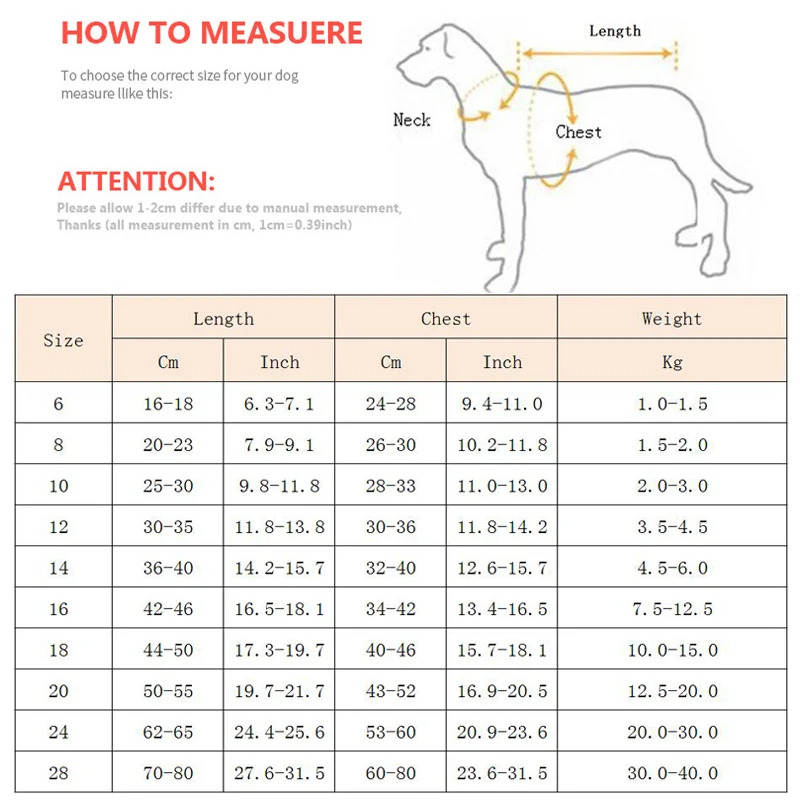 HOW TO MEASUERE
To choose the correct size for your dog
measure llike this:
Length
Neck
Chest
ATTENTION:
Please allow 1-2cm differ due to manual measurement,
Thanks (all measurement in cm, 1cm=0.39inch)
Size Length Chest Weight
Cm Inch Cm Inch Kg
6 16-18 6.3-7.1 24-28 9.4-11.0 1.0-1.5
8 20-23 7.9-9.1 26-30 10.2-11.8 1.5-2.0
10 25-30 9.8-11.8 28-33 11.0-13.0 2.0-3.0
12 30-35 11.8-13.8 30-36 11.8-14.2 3.5-4.5
14 36-40 14.2-15.7 32-40 12.6-15.7 4.5-6.0
16 42-46 16.5-18.1 34-42 13.4-16.5 7.5-12.5
18 44-50 17.3-19.7 40-46 15.7-18.1 10.0-15.0
20 50-55 19.7-21.7 43-52 16.9-20.5 12.5-20.0
24 62-65 24.4-25.6 53-60 20.9-23.6 20.0-30.0
28 70-80 27.6-31.5 60-80 23.6-31.5 30.0-40.0